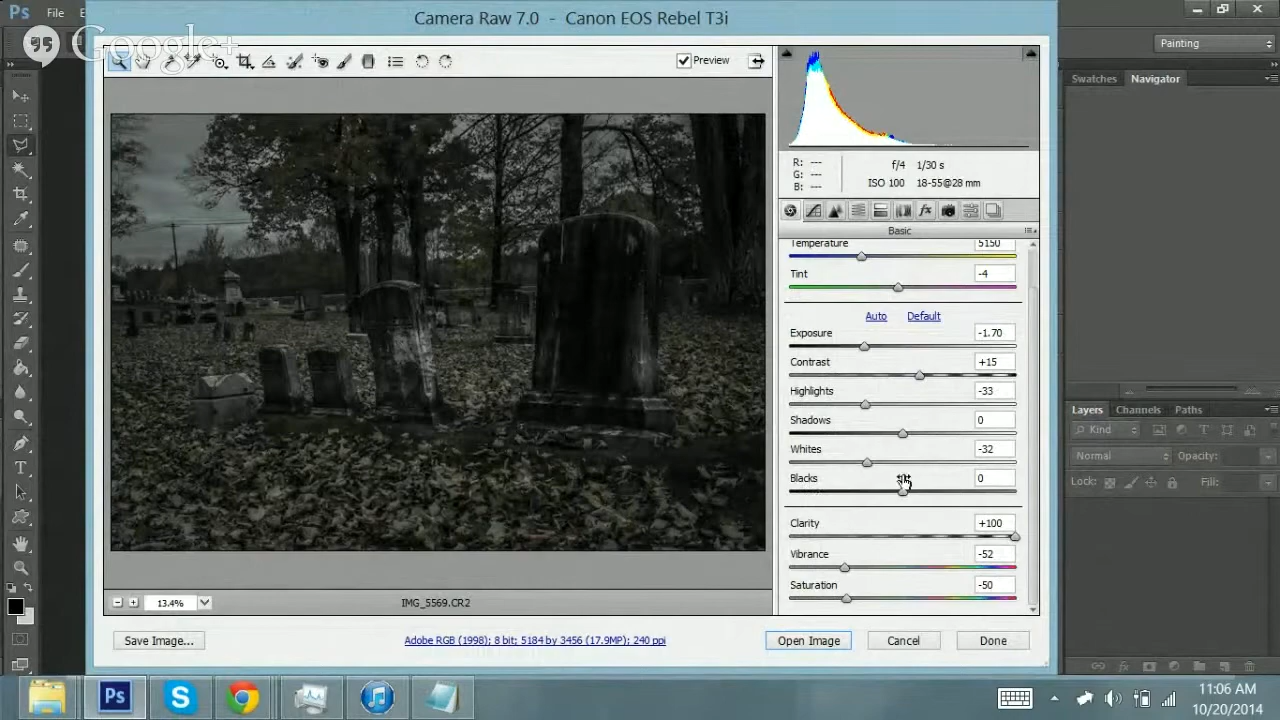 Ps File
Google+
Camera Raw 7.0 - Canon EOS Rebel T3i
Painting
Preview
Swatches Navigator
R: ---
G: ---
B: ---
f/4 1/30 s
ISO 100 18-55@28 mm
Basic
Temperature 5150
Tint -4
Auto Default
Exposure -1.70
Contrast +15
Highlights -33
Shadows 0
Whites -32
Blacks 0
Clarity +100
Vibrance -52
Saturation -50
Layers Channels Paths
Kind
Normal Opacity:
Lock: Fill:
13.4% IMG_5569.CR2
Save Image... Adobe RGB (1998); 8 bit; 5184 by 3456 (17.9MP); 240 ppi Open Image Cancel Done
Ps
S
11:06 AM
10/20/2014